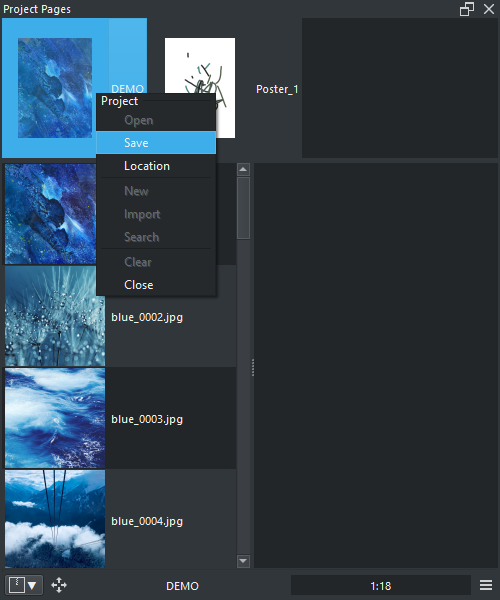 Project Pages
DEMO
Poster_1
Project
Open
Save
Location
New
Import
Search
Clear
Close
blue_0002.jpg
blue_0003.jpg
blue_0004.jpg
DEMO
1:18